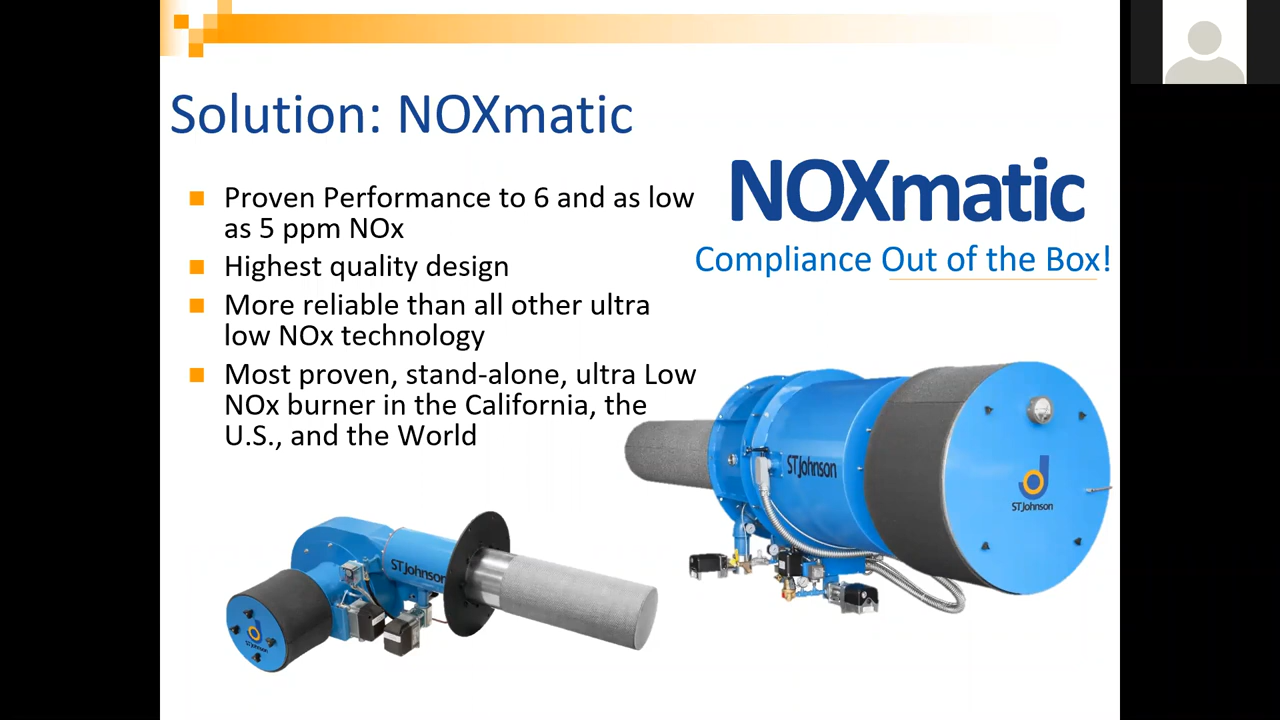 Solution: NOXmatic
Proven Performance to 6 and as low
as 5 ppm NOx
Highest quality design
More reliable than all other ultra
low NOx technology
Most proven, stand-alone, ultra Low
NOx burner in the California, the
U.S., and the World
NOXmatic
Compliance Out of the Box!
STJohnson
STJohnson
STJohnson
STJohnson